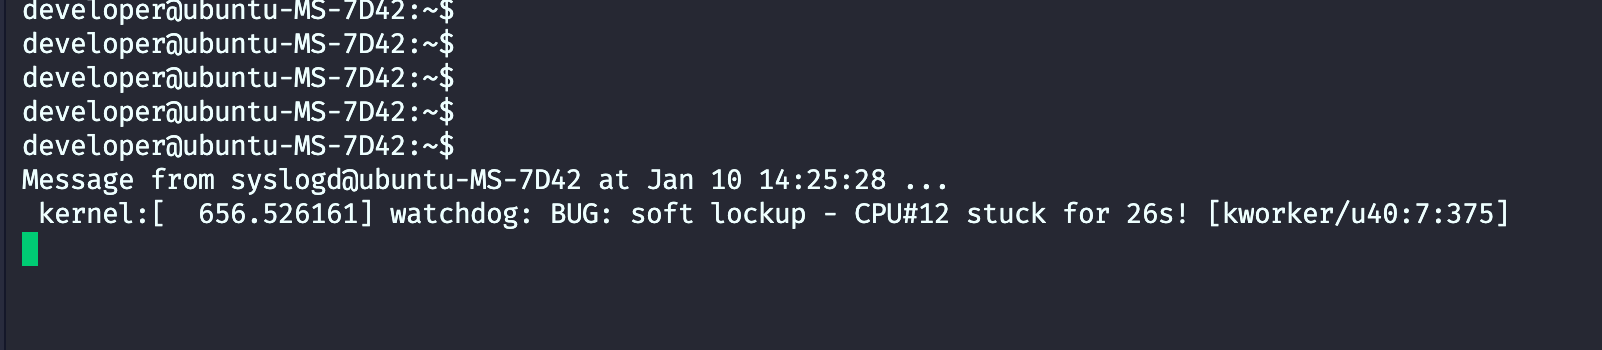 developer@ubuntu-MS-7D42:~$
developer@ubuntu-MS-7D42:~$
developer@ubuntu-MS-7D42:~$
developer@ubuntu-MS-7D42:~$
developer@ubuntu-MS-7D42:~$
Message from syslogd@ubuntu-MS-7D42 at Jan 10 14:25:28 ...
 kernel:[  656.526161] watchdog: BUG: soft lockup - CPU#12 stuck for 26s! [kworker/u40:7:375]